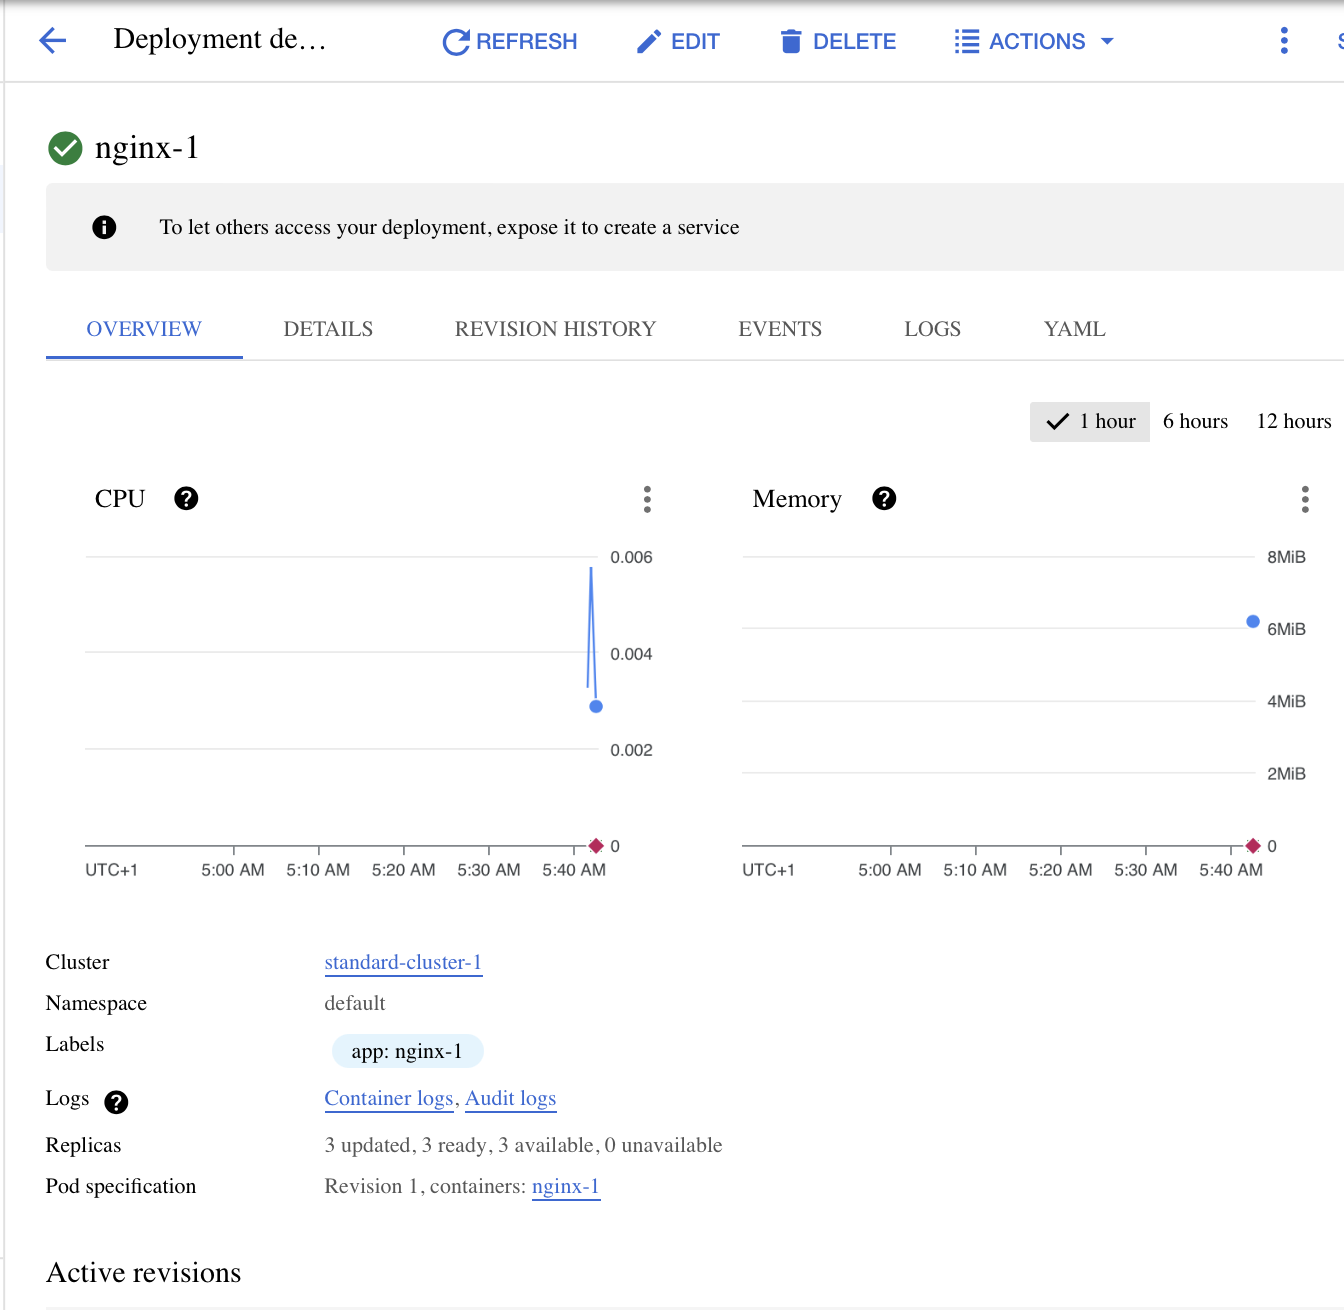 Deployment de... REFRESH EDIT DELETE ACTIONS
nginx-1
To let others access your deployment, expose it to create a service
OVERVIEW DETAILS REVISION HISTORY EVENTS LOGS YAML
1 hour 6 hours 12 hours
CPU
0.006
0.004
0.002
0
UTC+1 5:00 AM 5:10 AM 5:20 AM 5:30 AM 5:40 AM
Memory
8MiB
6MiB
4MiB
2MiB
0
UTC+1 5:00 AM 5:10 AM 5:20 AM 5:30 AM 5:40 AM
Cluster standard-cluster-1
Namespace default
Labels app: nginx-1
Logs Container logs, Audit logs
Replicas 3 updated, 3 ready, 3 available, 0 unavailable
Pod specification Revision 1, containers: nginx-1
Active revisions